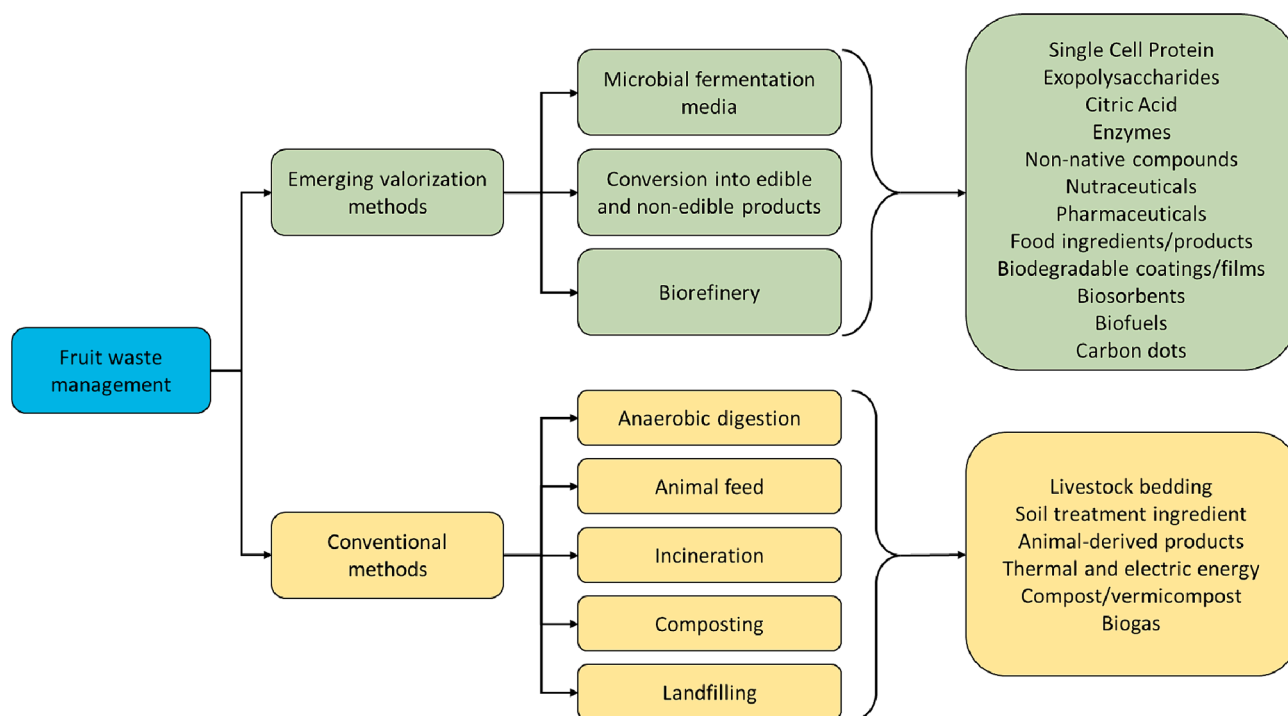 Fruit waste
management
Emerging valorization
methods
Microbial fermentation
media
Conversion into edible
and non-edible products
Biorefinery
Single Cell Protein
Exopolysaccharides
Citric Acid
Enzymes
Non-native compounds
Nutraceuticals
Pharmaceuticals
Food ingredients/products
Biodegradable coatings/films
Biosorbents
Biofuels
Carbon dots
Conventional
methods
Anaerobic digestion
Animal feed
Incineration
Composting
Landfilling
Livestock bedding
Soil treatment ingredient
Animal-derived products
Thermal and electric energy
Compost/vermicompost
Biogas